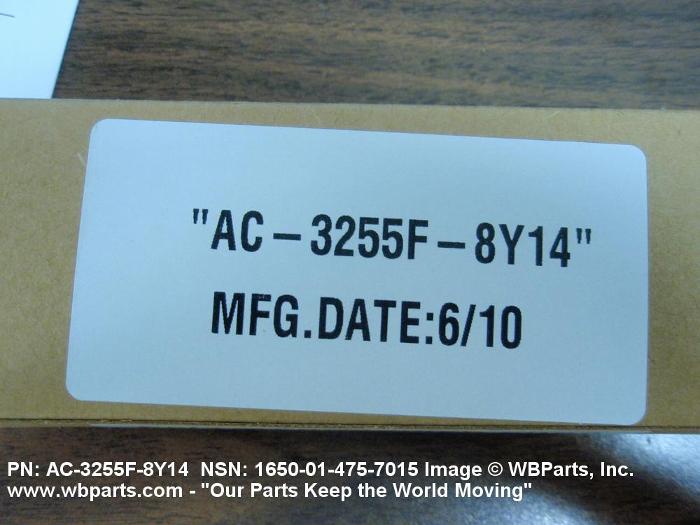 "AC – 3255F – 8Y14"
MFG.DATE:6/10
PN: AC-3255F-8Y14  NSN: 1650-01-475-7015 Image © WBParts, Inc.
www.wbparts.com - "Our Parts Keep the World Moving"